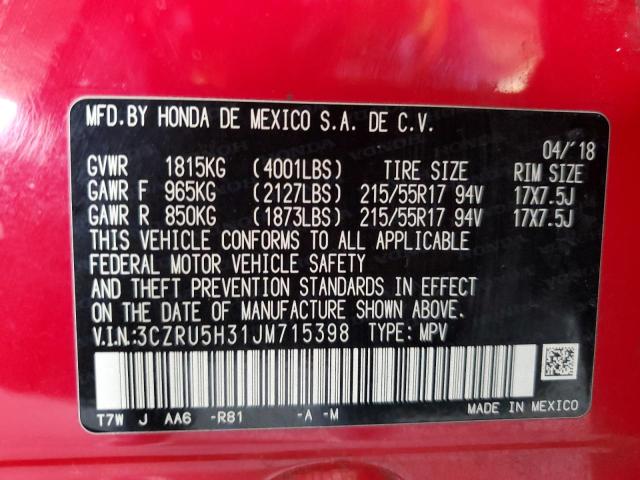 MFD.BY HONDA DE MEXICO S.A. DE C.V.
04/'18
GVWR 1815KG (4001LBS) TIRE SIZE RIM SIZE
GAWR F 965KG (2127LBS) 215/55R17 94V 17X7.5J
GAWR R 850KG (1873LBS) 215/55R17 94V 17X7.5J
THIS VEHICLE CONFORMS TO ALL APPLICABLE
FEDERAL MOTOR VEHICLE SAFETY
AND THEFT PREVENTION STANDARDS IN EFFECT
ON THE DATE OF MANUFACTURE SHOWN ABOVE.
V.I.N:3CZRU5H31JM715398 TYPE: MPV
T7W J AA6 -R81 -A -M
MADE IN MEXICO